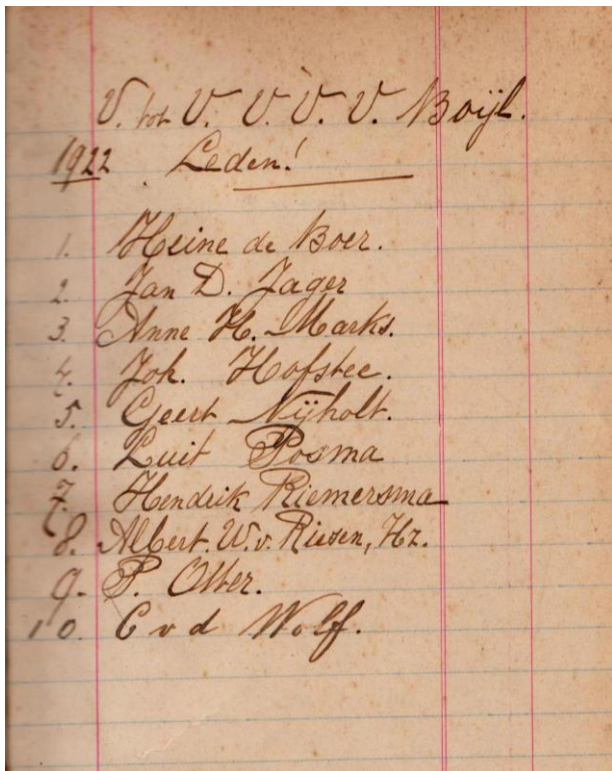 V. tot V. V. V. V. Boijl.
1922 Leden!
1. Heine de Boer.
2. Jan D. Jager
3. Anne H. Marks.
4. Joh. Hofstee.
5. Geert Nijholt.
6. Luit Posma
7. Hendrik Riemersma
8. Albert. W. v. Riesen, Hz.
9. P. Otter.
10. C v d Wolff.